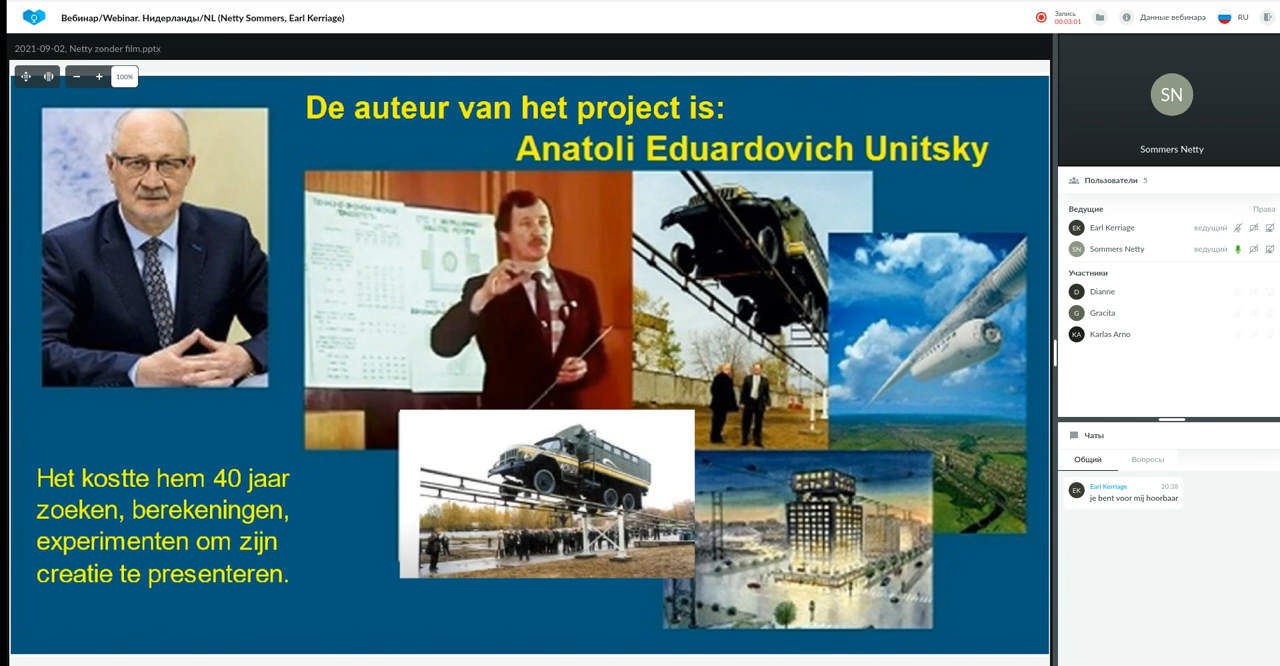 Вебинар/Webinar. Нидерланды/NL (Netty Sommers, Earl Kerriage)
Запись
00:03:01
Данные вебинара
RU
2021-09-02, Netty zonder film.pptx
100%
De auteur van het project is:
Anatoli Eduardovich Unitsky
Het kostte hem 40 jaar
zoeken, berekeningen,
experimenten om zijn
creatie te presenteren.
SN
Sommers Netty
Пользователи 5
Ведущие Права
EK Earl Kerriage ведущий
SN Sommers Netty ведущий
Участники
D Dianne
G Gracita
KA Karlas Arno
Чаты
Общий Вопросы
EK Earl Kerriage 20:38
je bent voor mij hoorbaar